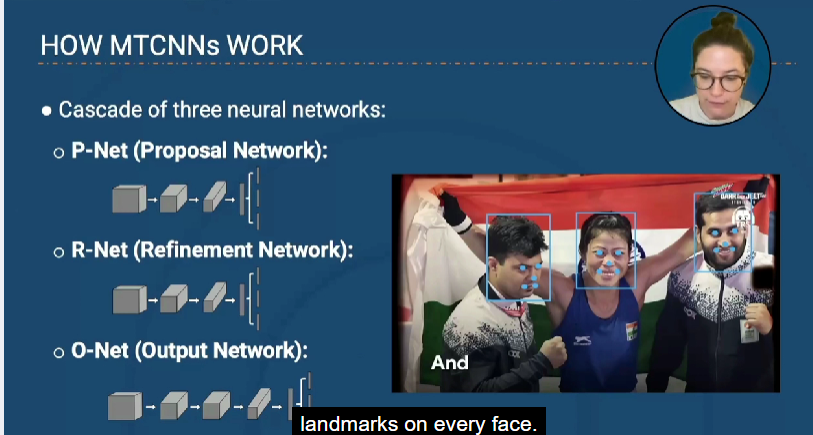 HOW MTCNNs WORK
● Cascade of three neural networks:
○ P-Net (Proposal Network):
○ R-Net (Refinement Network):
○ O-Net (Output Network):
And
landmarks on every face.